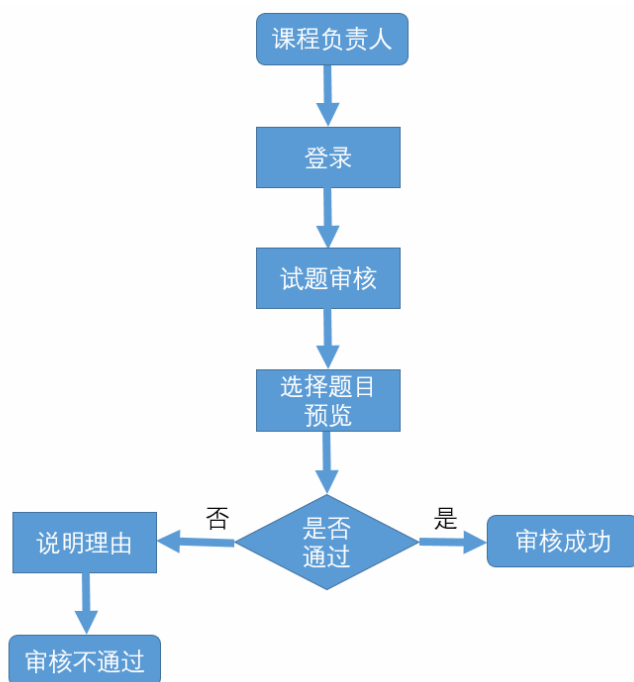 课程负责人
登录
试题审核
选择题目
预览
否
是
说明理由
是否
通过
审核成功
审核不通过